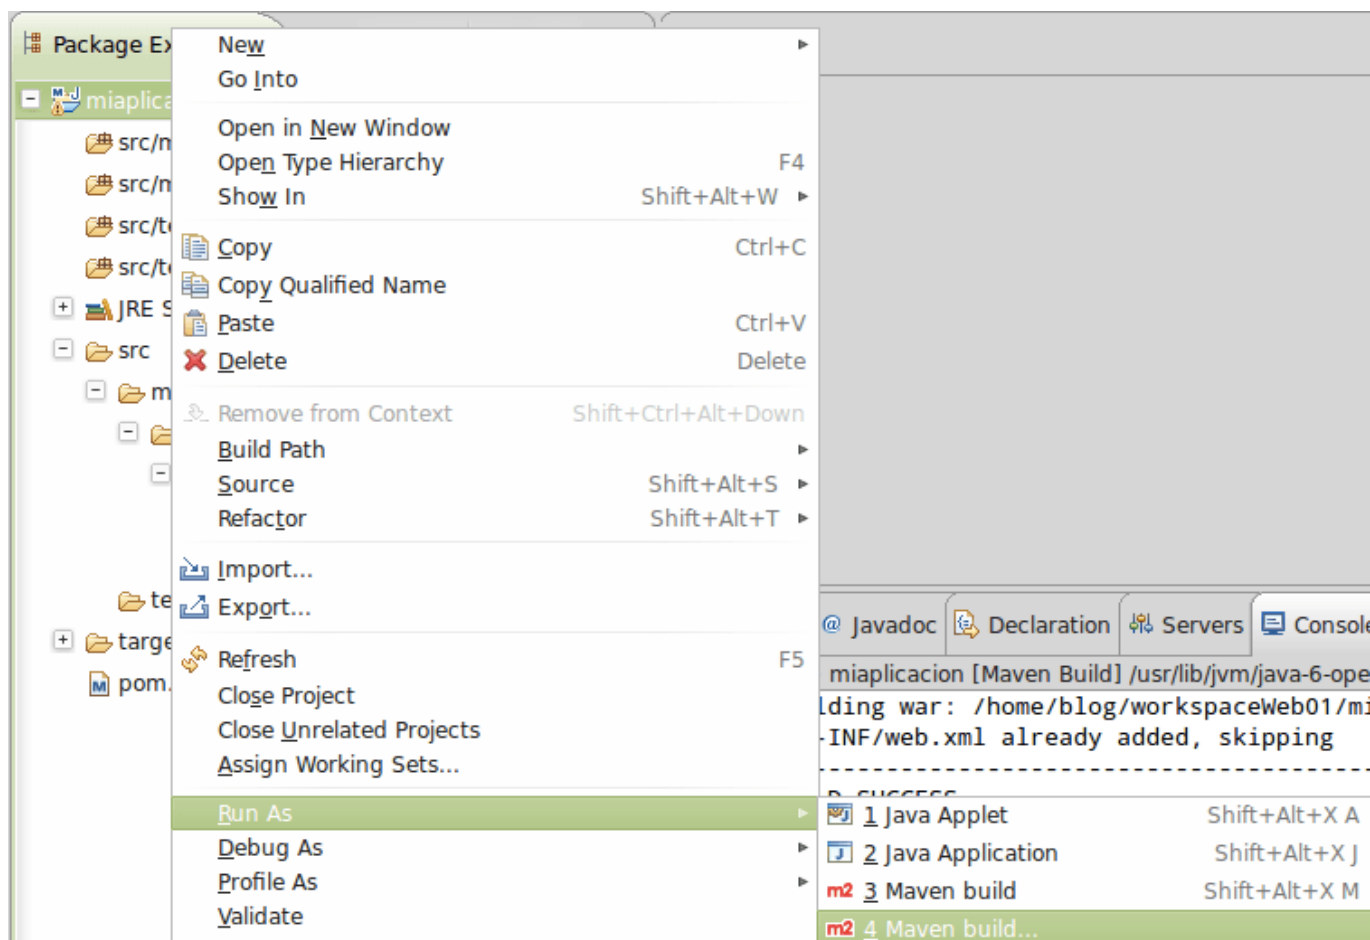 Package Ex
miaplica
src/m
src/m
src/te
src/te
JRE S
src
m
te
targe
pom.
New
Go Into
Open in New Window
Open Type Hierarchy F4
Show In Shift+Alt+W
Copy Ctrl+C
Copy Qualified Name
Paste Ctrl+V
Delete Delete
Remove from Context Shift+Ctrl+Alt+Down
Build Path
Source Shift+Alt+S
Refactor Shift+Alt+T
Import...
Export...
Refresh F5
Close Project
Close Unrelated Projects
Assign Working Sets...
Run As
Debug As
Profile As
Validate
@ Javadoc Declaration Servers Console
miaplicacion [Maven Build] /usr/lib/jvm/java-6-ope
lding war: /home/blog/workspaceWeb01/mi
-INF/web.xml already added, skipping
----------------------------------------
D SUCCESS
1 Java Applet Shift+Alt+X A
2 Java Application Shift+Alt+X J
m2 3 Maven build Shift+Alt+X M
m2 4 Maven build...